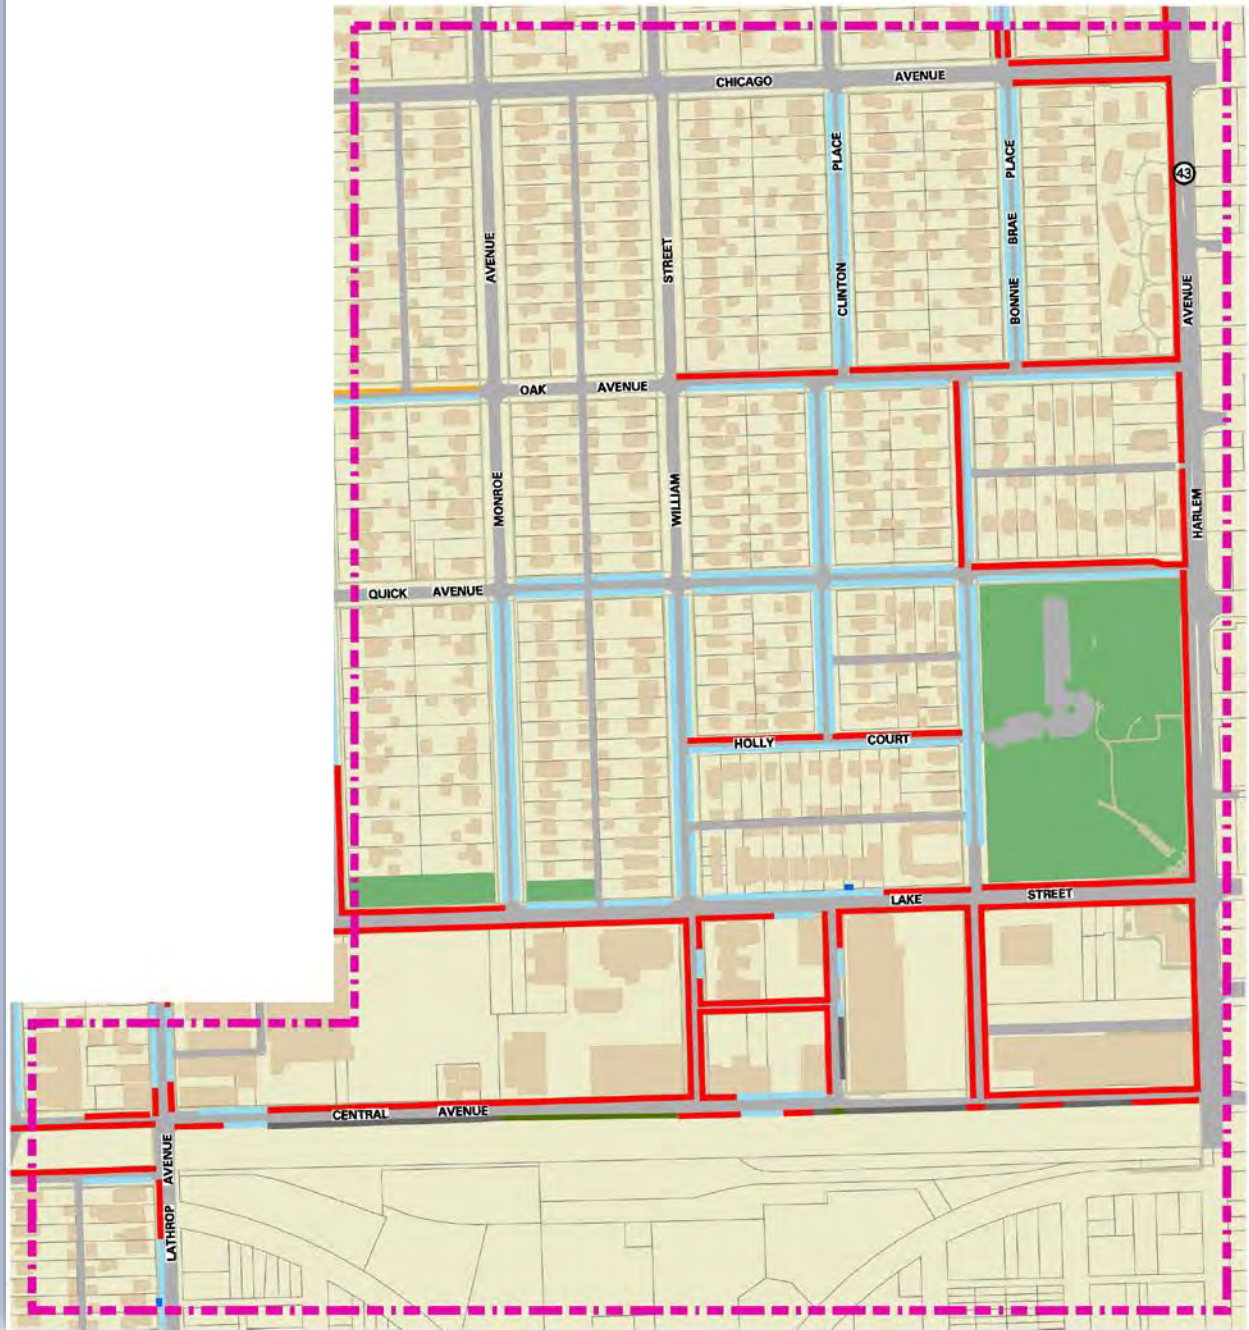 CHICAGO AVENUE
PLACE
PLACE
43
BRAE
AVENUE
STREET
CLINTON
BONNIE
AVENUE
OAK AVENUE
MONROE
WILLIAM
HARLEM
QUICK AVENUE
HOLLY COURT
LAKE STREET
CENTRAL AVENUE
AVENUE
LATHROP